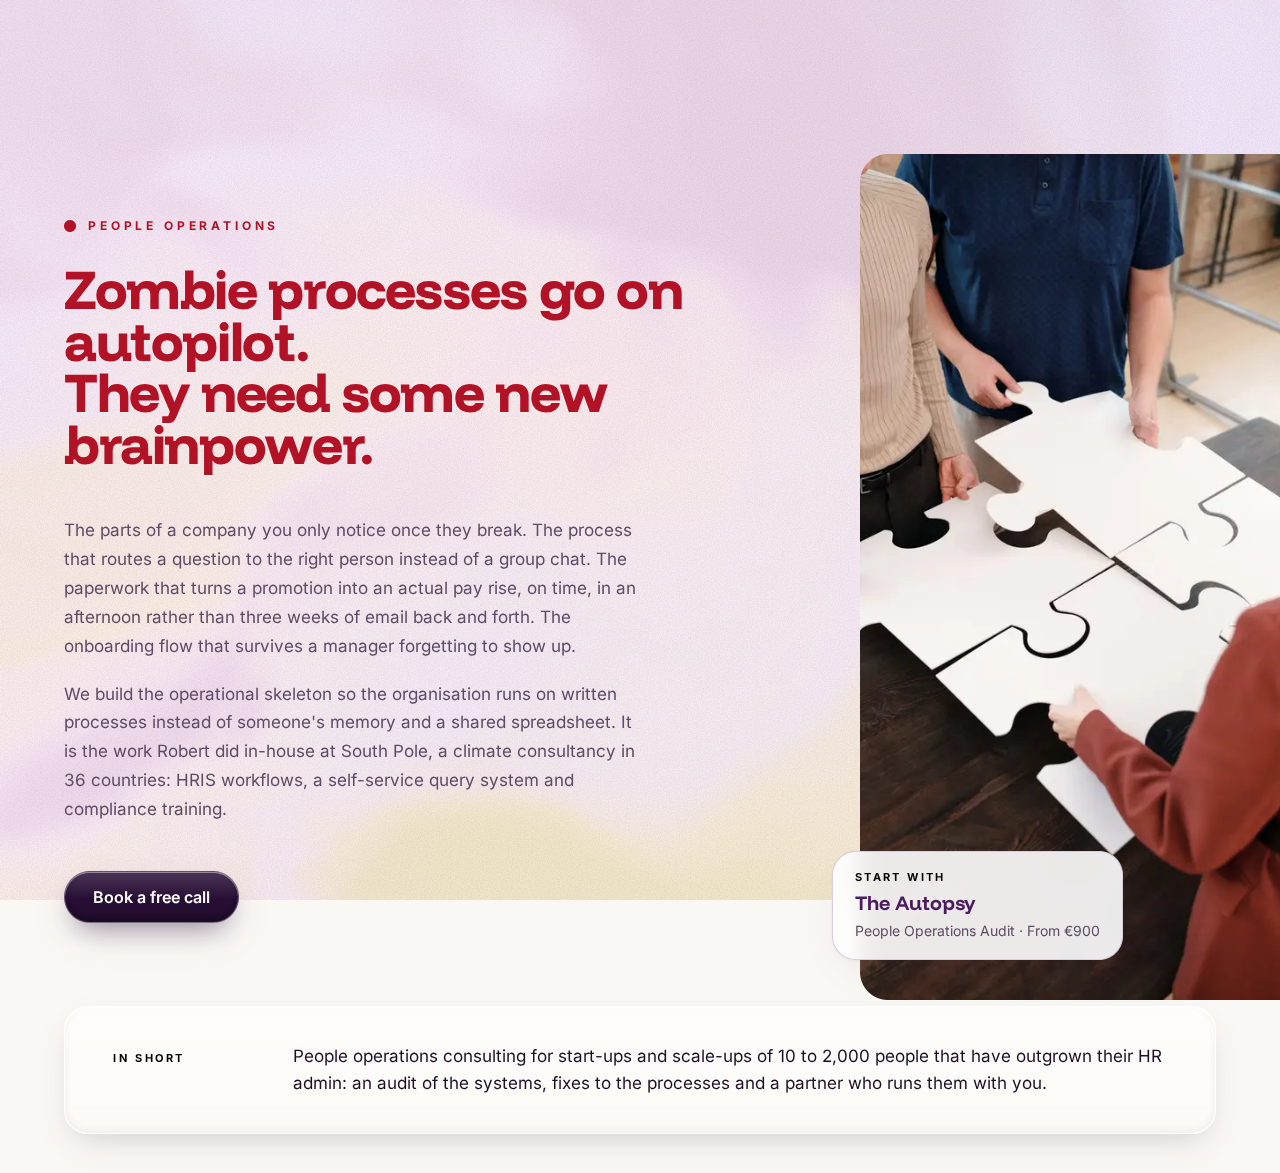 PEOPLE OPERATIONS
Zombie processes go on
autopilot.
They need some new
brainpower.
The parts of a company you only notice once they break. The process
that routes a question to the right person instead of a group chat. The
paperwork that turns a promotion into an actual pay rise, on time, in an
afternoon rather than three weeks of email back and forth. The
onboarding flow that survives a manager forgetting to show up.
We build the operational skeleton so the organisation runs on written
processes instead of someone's memory and a shared spreadsheet. It
is the work Robert did in-house at South Pole, a climate consultancy in
36 countries: HRIS workflows, a self-service query system and
compliance training.
Book a free call
START WITH
The Autopsy
People Operations Audit · From €900
IN SHORT
People operations consulting for start-ups and scale-ups of 10 to 2,000 people that have outgrown their HR
admin: an audit of the systems, fixes to the processes and a partner who runs them with you.